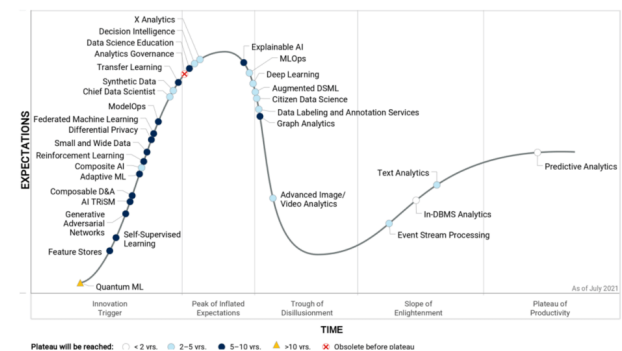 X Analytics
Decision Intelligence
Data Science Education
Analytics Governance
Transfer Learning
Synthetic Data
Chief Data Scientist
ModelOps
Federated Machine Learning
Differential Privacy
Small and Wide Data
Reinforcement Learning
Composite AI
Adaptive ML
Composable D&A
AI TRiSM
Generative
Adversarial
Networks
Self-Supervised
Learning
Feature Stores
Quantum ML
Explainable AI
MLOps
Deep Learning
Augmented DSML
Citizen Data Science
Data Labeling and Annotation Services
Graph Analytics
Advanced Image/
Video Analytics
Text Analytics
In-DBMS Analytics
Event Stream Processing
Predictive Analytics
EXPECTATIONS
As of July 2021
Innovation
Trigger
Peak of Inflated
Expectations
Trough of
Disillusionment
Slope of
Enlightenment
Plateau of
Productivity
TIME
Plateau will be reached: < 2 yrs. 2–5 yrs. 5–10 yrs. >10 yrs. Obsolete before plateau